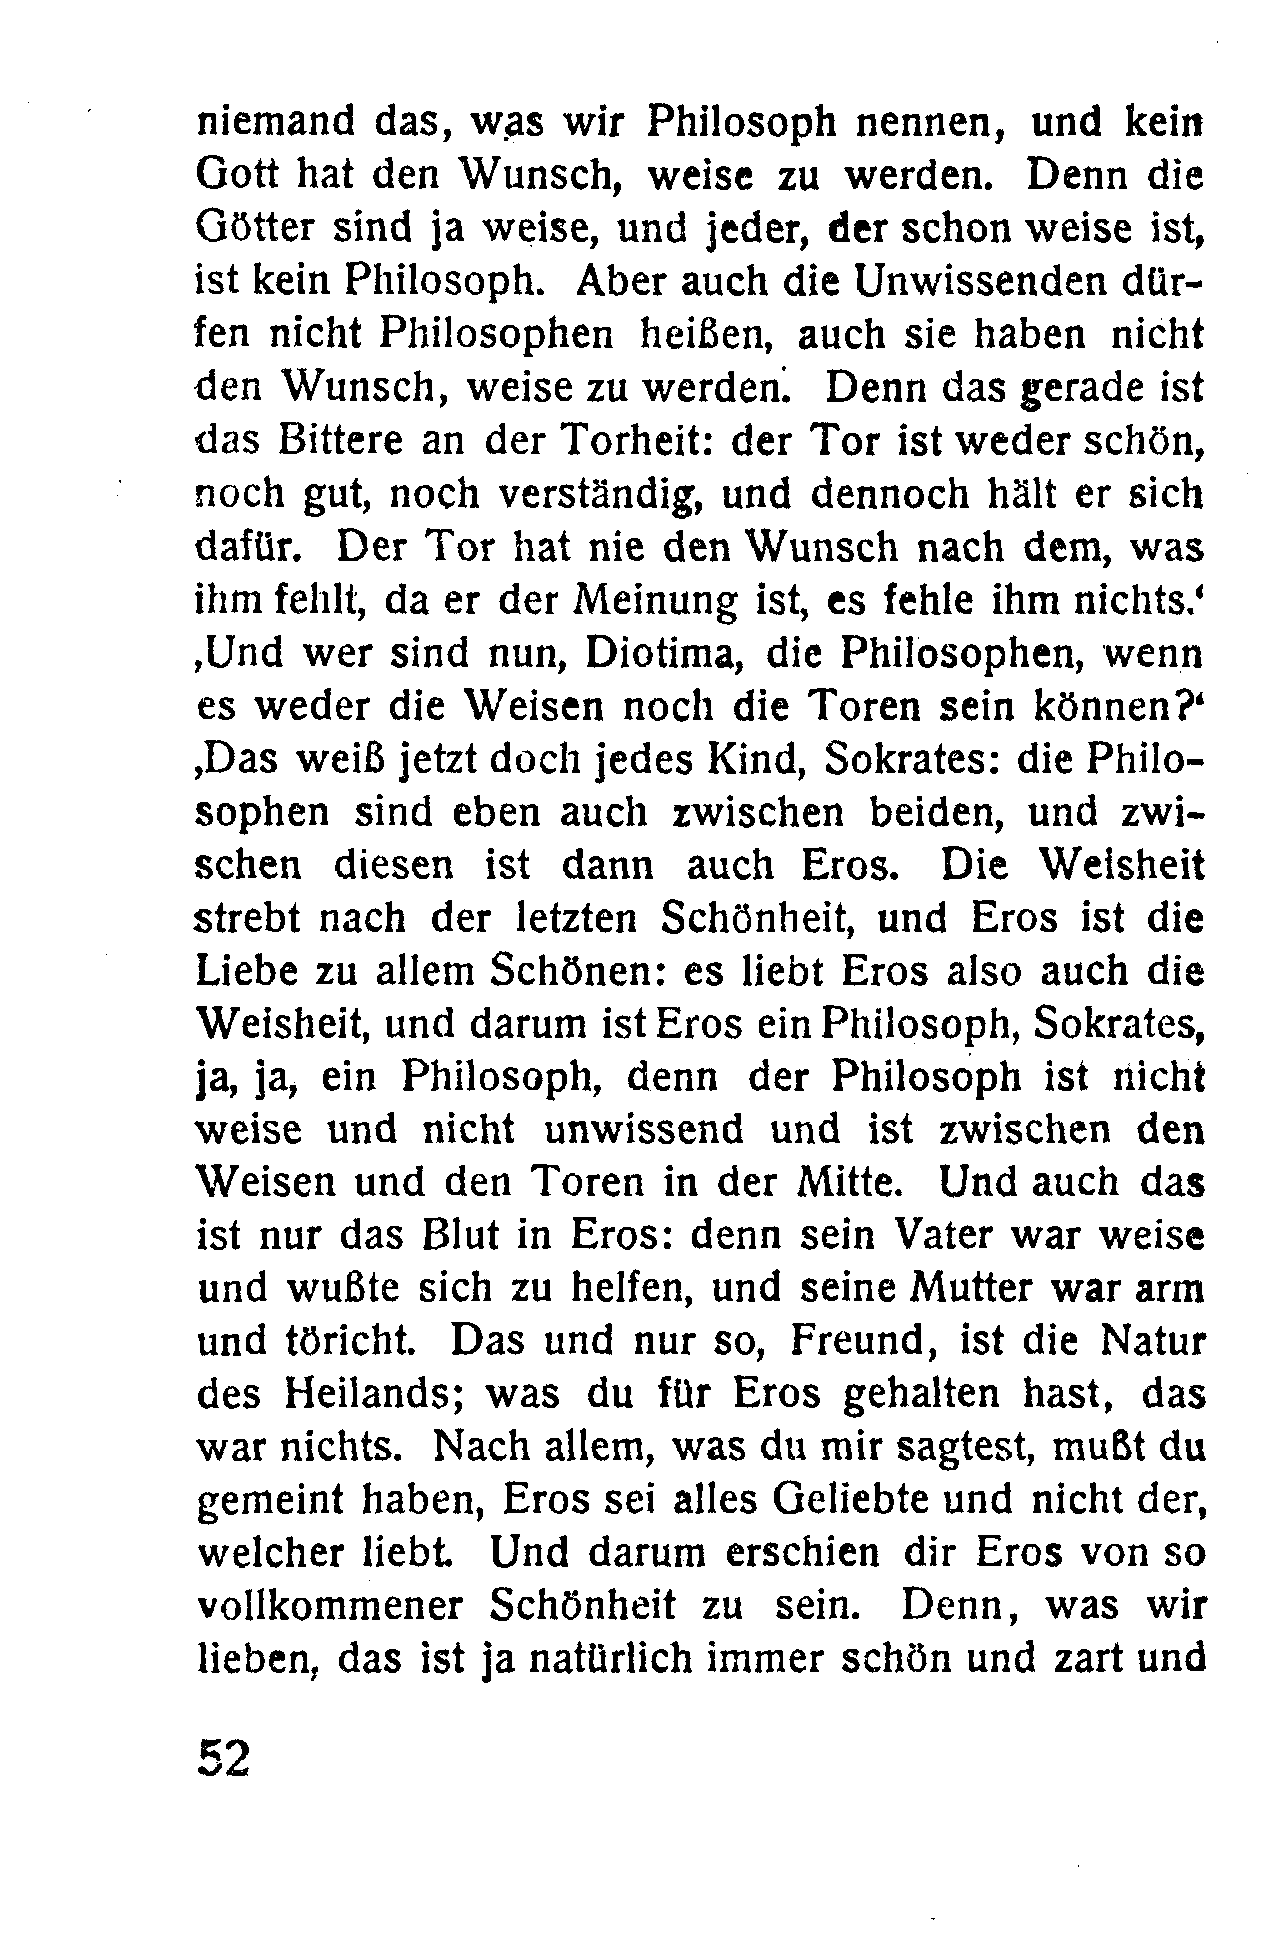 niemand das, was wir Philosoph nennen, und kein
Gott hat den Wunsch, weise zu werden. Denn die
Götter sind ja weise, und jeder, der schon weise ist,
ist kein Philosoph. Aber auch die Unwissenden dür-
fen nicht Philosophen heißen, auch sie haben nicht
den Wunsch, weise zu werden. Denn das gerade ist
das Bittere an der Torheit: der Tor ist weder schön,
noch gut, noch verständig, und dennoch hält er sich
dafür. Der Tor hat nie den Wunsch nach dem, was
ihm fehlt, da er der Meinung ist, es fehle ihm nichts.‘
‚Und wer sind nun, Diotima, die Philosophen, wenn
es weder die Weisen noch die Toren sein können?‘
‚Das weiß jetzt doch jedes Kind, Sokrates: die Philo-
sophen sind eben auch zwischen beiden, und zwi-
schen diesen ist dann auch Eros. Die Weisheit
strebt nach der letzten Schönheit, und Eros ist die
Liebe zu allem Schönen: es liebt Eros also auch die
Weisheit, und darum ist Eros ein Philosoph, Sokrates,
ja, ja, ein Philosoph, denn der Philosoph ist nicht
weise und nicht unwissend und ist zwischen den
Weisen und den Toren in der Mitte. Und auch das
ist nur das Blut in Eros: denn sein Vater war weise
und wußte sich zu helfen, und seine Mutter war arm
und töricht. Das und nur so, Freund, ist die Natur
des Heilands; was du für Eros gehalten hast, das
war nichts. Nach allem, was du mir sagtest, mußt du
gemeint haben, Eros sei alles Geliebte und nicht der,
welcher liebt. Und darum erschien dir Eros von so
vollkommener Schönheit zu sein. Denn, was wir
lieben, das ist ja natürlich immer schön und zart und
52